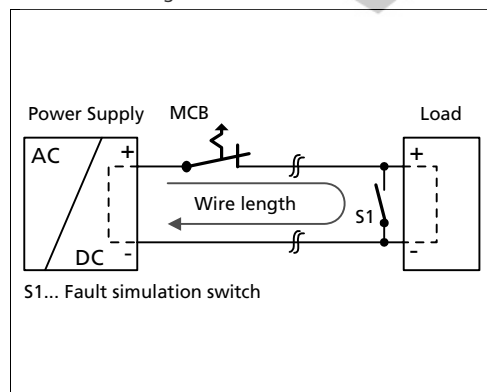 Power Supply
MCB
Load
AC
+
+
Wire length
S1
DC
-
-
S1... Fault simulation switch